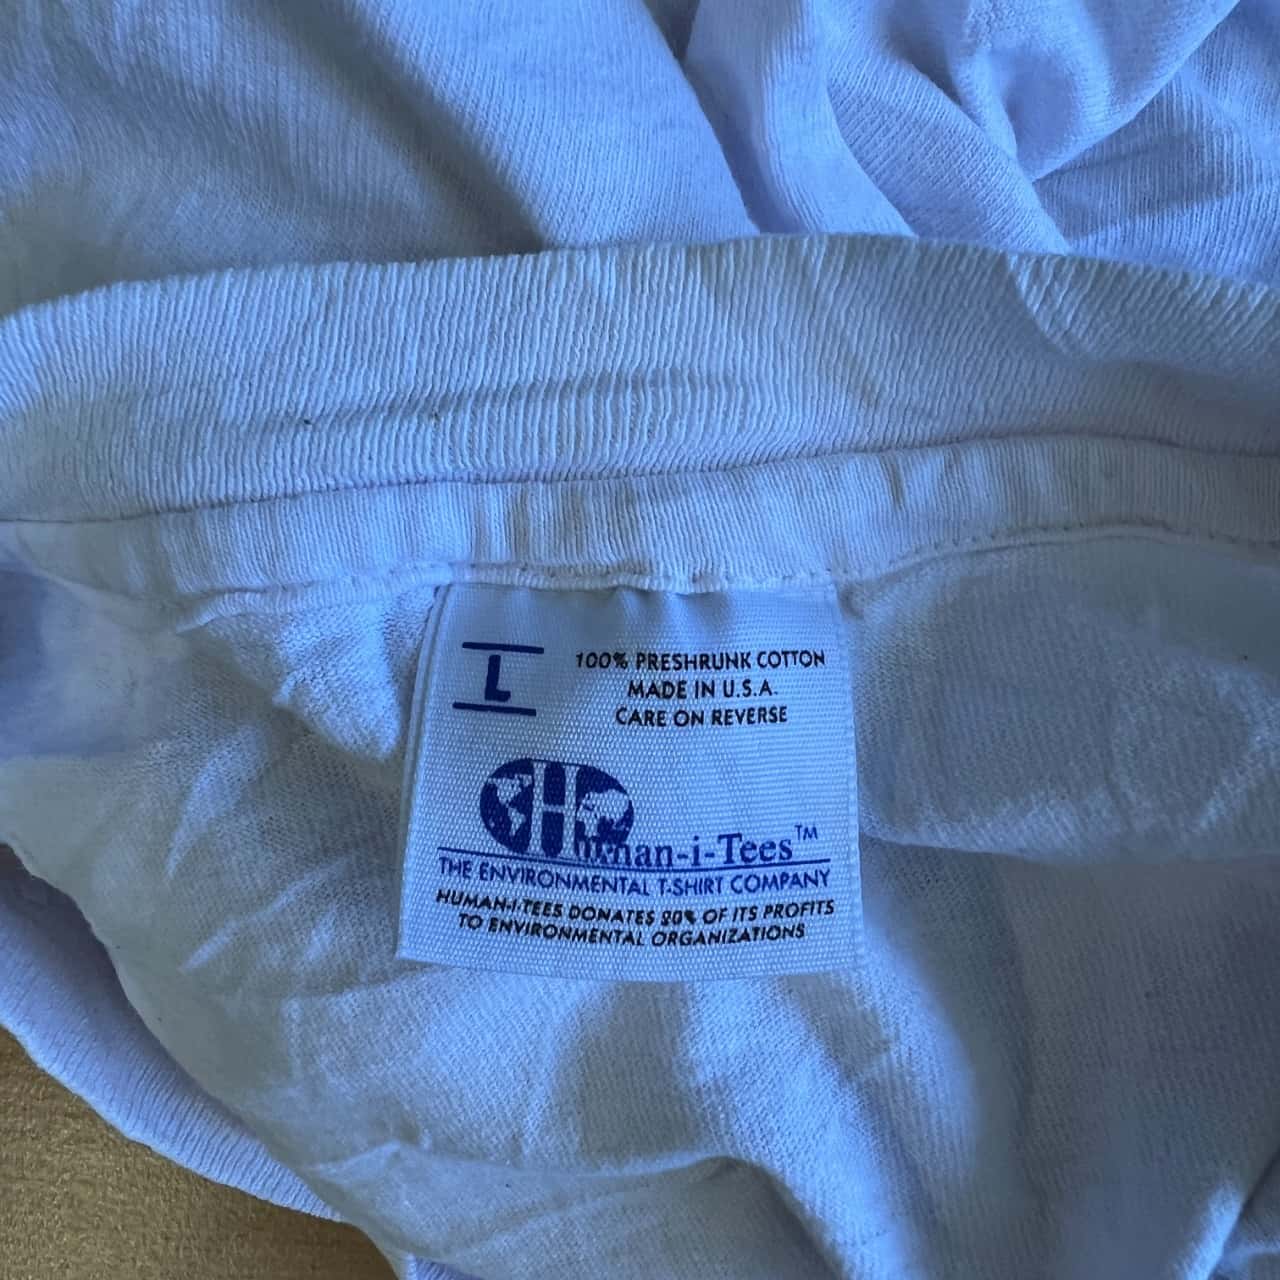 L
100% PRESHRUNK COTTON
MADE IN U.S.A.
CARE ON REVERSE
Human-i-Tees™
THE ENVIRONMENTAL T-SHIRT COMPANY
HUMAN-I-TEES DONATES 20% OF ITS PROFITS
TO ENVIRONMENTAL ORGANIZATIONS